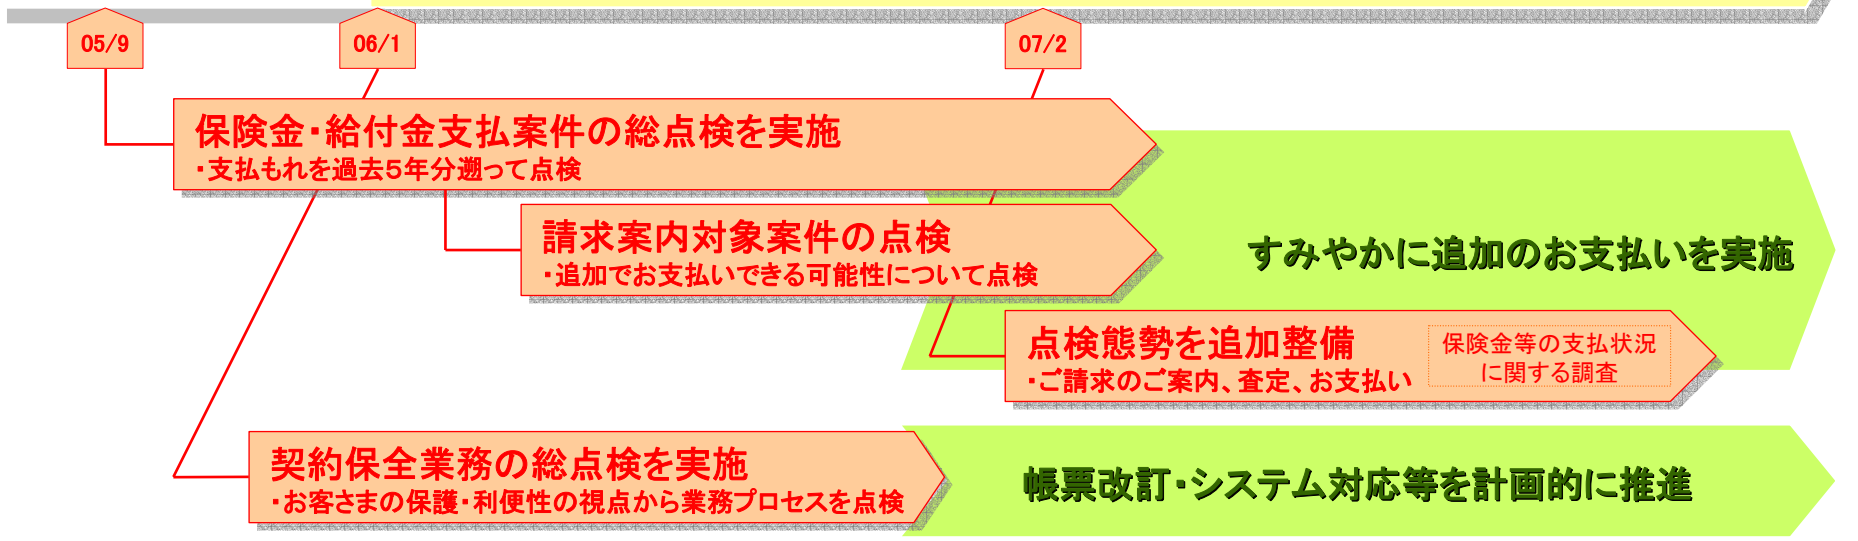 05/9
06/1
07/2
保険金・給付金支払案件の総点検を実施
・支払もれを過去5年分遡って点検
請求案内対象案件の点検
・追加でお支払いできる可能性について点検
すみやかに追加のお支払いを実施
点検態勢を追加整備
・ご請求のご案内、査定、お支払い
保険金等の支払状況
に関する調査
契約保全業務の総点検を実施
・お客さまの保護・利便性の視点から業務プロセスを点検
帳票改訂・システム対応等を計画的に推進